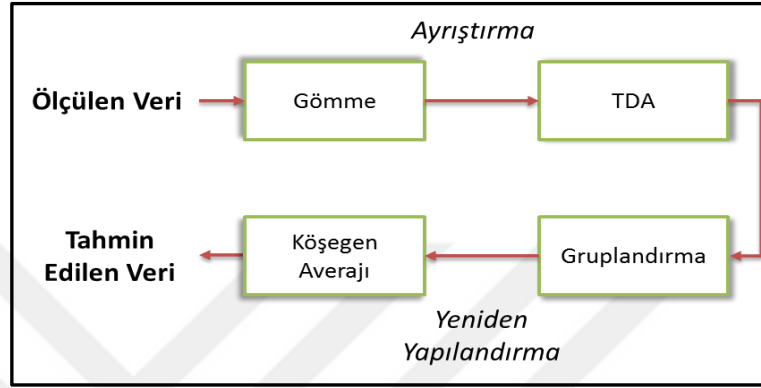 Ayrıştırma
Ölçülen Veri
Gömme
TDA
Tahmin
Edilen Veri
Köşegen
Averajı
Gruplandırma
Yeniden
Yapılandırma